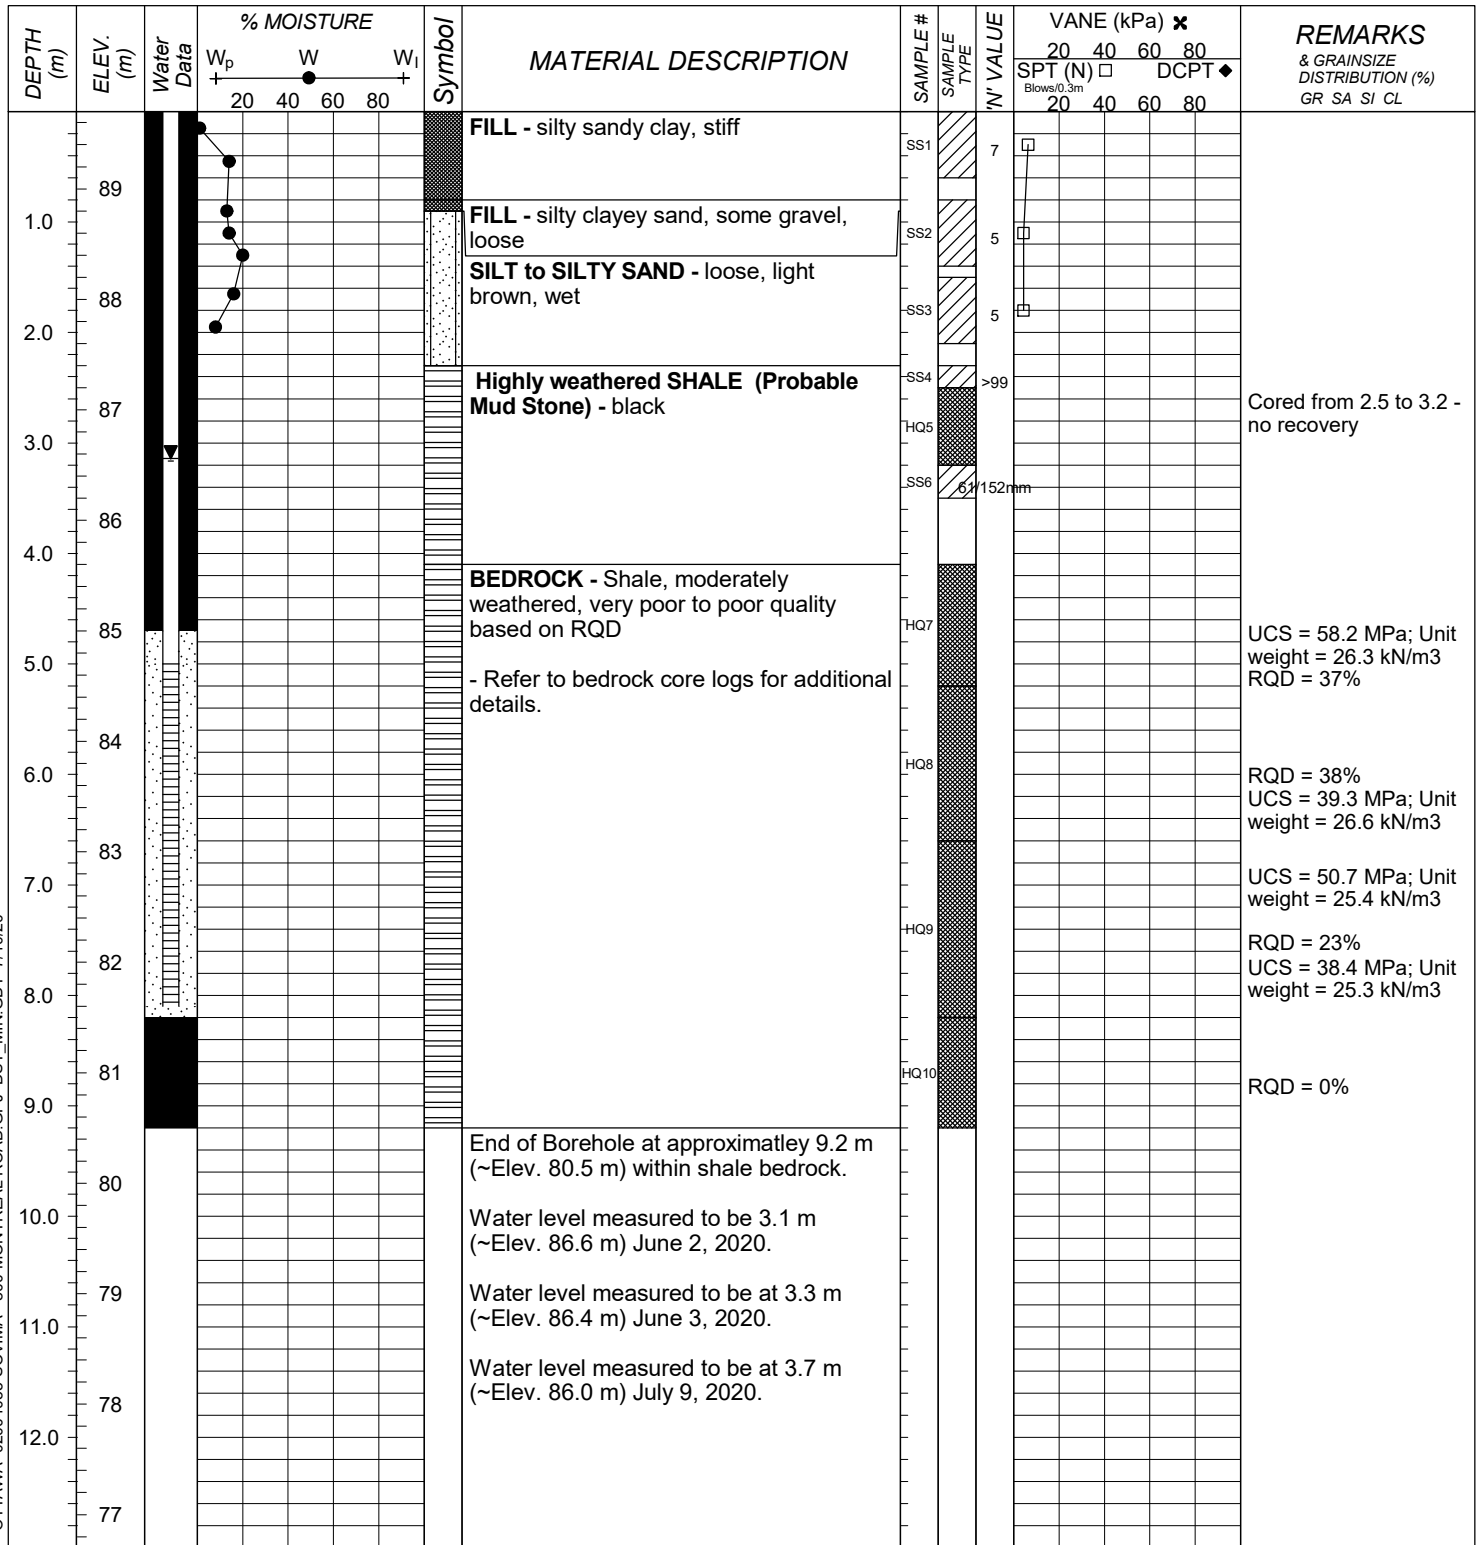 DEPTH (m)
ELEV. (m)
Water Data
% MOISTURE
Wp W Wl
20 40 60 80
Symbol
MATERIAL DESCRIPTION
SAMPLE #
SAMPLE TYPE
'N' VALUE
VANE (kPa)
20 40 60 80
SPT (N) DCPT
Blows/0.3m
20 40 60 80
REMARKS
& GRAINSIZE
DISTRIBUTION (%)
GR SA SI CL
FILL - silty sandy clay, stiff
SS1 7
89
1.0
FILL - silty clayey sand, some gravel,
loose
SS2 5
SILT to SILTY SAND - loose, light
brown, wet
88
SS3 5
2.0
Highly weathered SHALE (Probable
Mud Stone) - black
SS4 >99
87
Cored from 2.5 to 3.2 -
no recovery
HQ5
3.0
SS6 61/152mm
86
4.0
BEDROCK - Shale, moderately
weathered, very poor to poor quality
based on RQD
HQ7
85
UCS = 58.2 MPa; Unit
weight = 26.3 kN/m3
RQD = 37%
5.0
- Refer to bedrock core logs for additional
details.
84
HQ8
6.0
RQD = 38%
UCS = 39.3 MPa; Unit
weight = 26.6 kN/m3
83
7.0
UCS = 50.7 MPa; Unit
weight = 25.4 kN/m3
HQ9
RQD = 23%
82
UCS = 38.4 MPa; Unit
weight = 25.3 kN/m3
8.0
81
HQ10
RQD = 0%
9.0
End of Borehole at approximatley 9.2 m
(~Elev. 80.5 m) within shale bedrock.
80
10.0
Water level measured to be 3.1 m
(~Elev. 86.6 m) June 2, 2020.
79
Water level measured to be at 3.3 m
(~Elev. 86.4 m) June 3, 2020.
11.0
Water level measured to be at 3.7 m
(~Elev. 86.0 m) July 9, 2020.
78
12.0
77